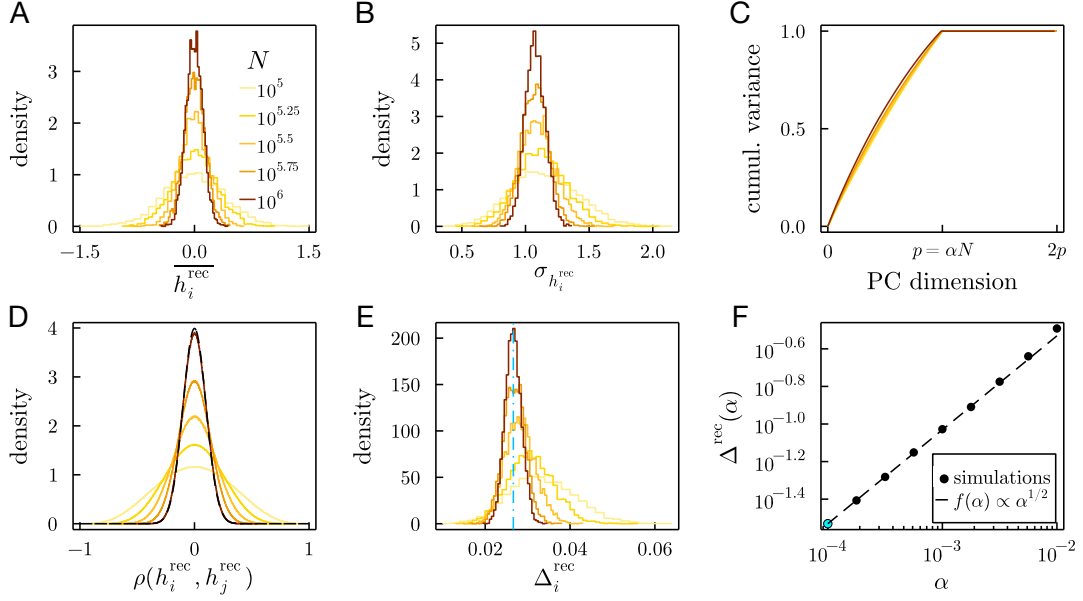 A
density
3
2
1
0
−1.5
0.0
1.5
\overline{h_i^{rec}}
N
10^5
10^{5.25}
10^{5.5}
10^{5.75}
10^6
B
density
5
4
3
2
1
0
0.5
1.0
1.5
2.0
σ_{h_i^{rec}}
C
cumul. variance
1.0
0.5
0.0
0
p = αN
2p
PC dimension
D
density
4
3
2
1
0
−1
0
1
ρ(h_i^{rec}, h_j^{rec})
E
density
200
150
100
50
0
0.02
0.04
0.06
Δ_i^{rec}
F
Δ^{rec}(α)
10^{−0.6}
10^{−0.8}
10^{−1.0}
10^{−1.2}
10^{−1.4}
simulations
f(α) ∝ α^{1/2}
10^{−4}
10^{−3}
10^{−2}
α